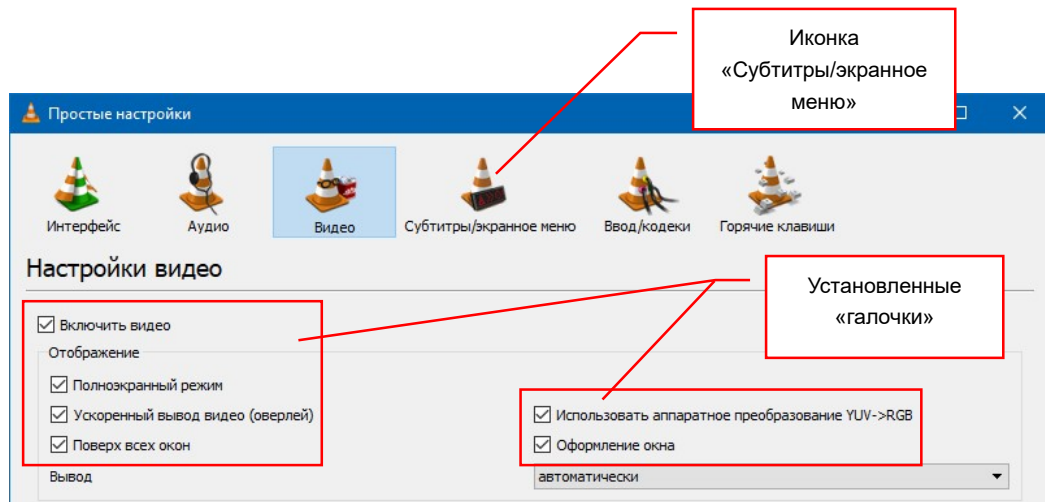 Иконка
«Субтитры/экранное
меню»
Простые настройки
Интерфейс
Аудио
Видео
Субтитры/экранное меню
Ввод/кодеки
Горячие клавиши
Настройки видео
Установленные
«галочки»
Включить видео
Отображение
Полноэкранный режим
Ускоренный вывод видео (оверлей)
Использовать аппаратное преобразование YUV->RGB
Поверх всех окон
Оформление окна
Вывод
автоматически